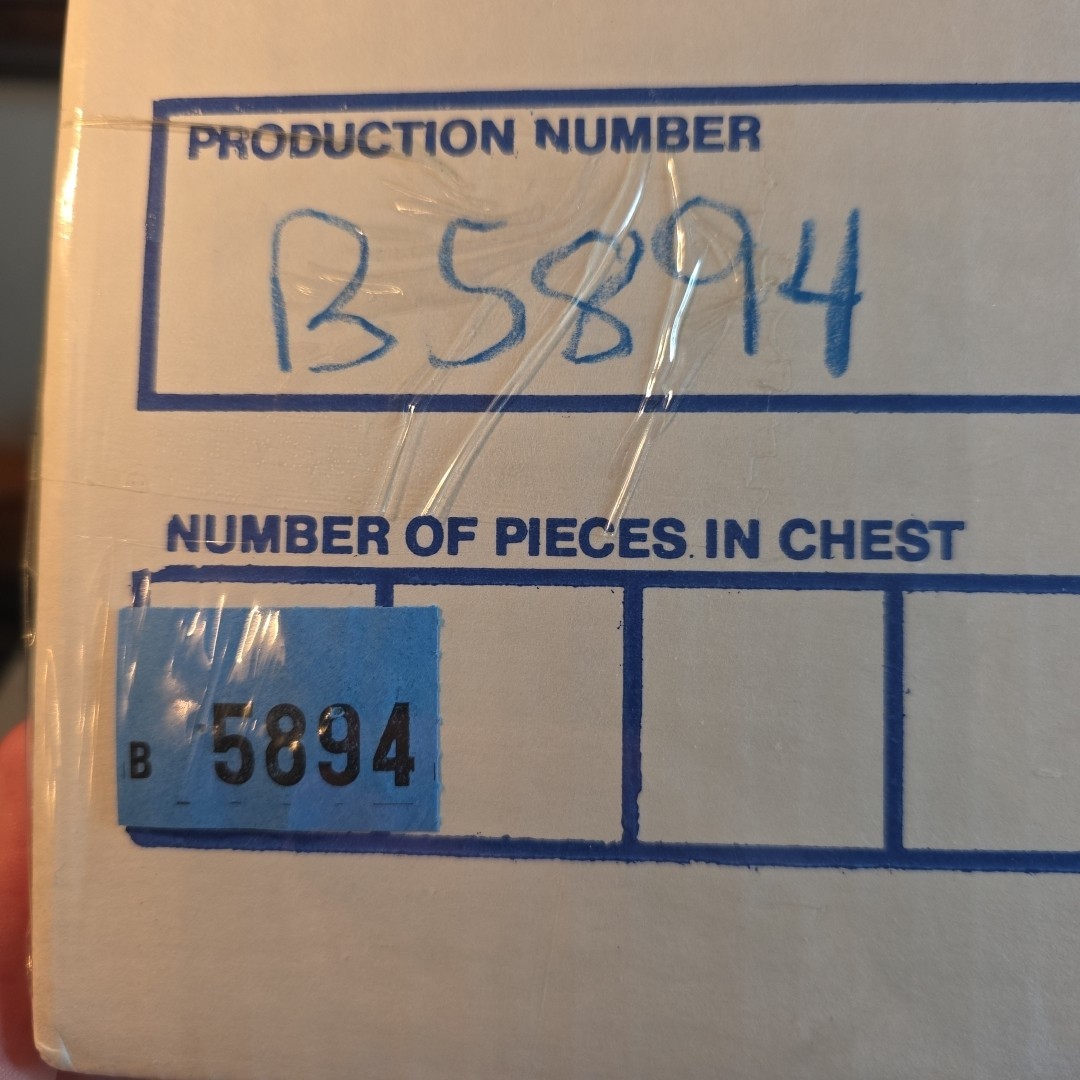 PRODUCTION NUMBER
B5894
NUMBER OF PIECES IN CHEST
B 5894